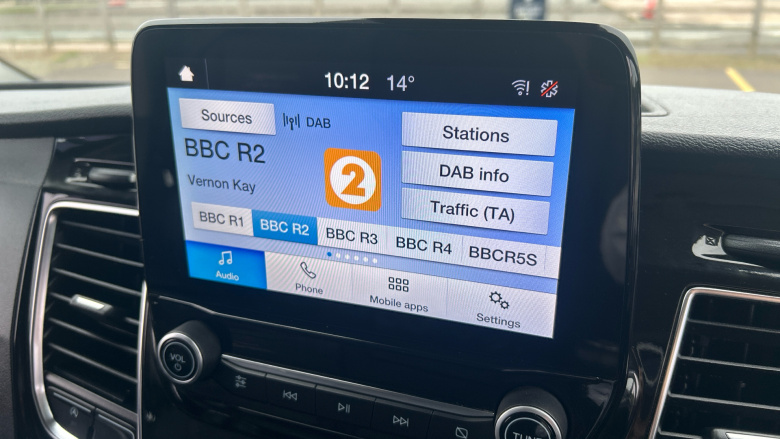 10:12 14°
Sources DAB
BBC R2
Vernon Kay
2
Stations
DAB info
Traffic (TA)
BBC R1 BBC R2 BBC R3 BBC R4 BBCR5S
Audio Phone Mobile apps Settings
VOL
TUNE